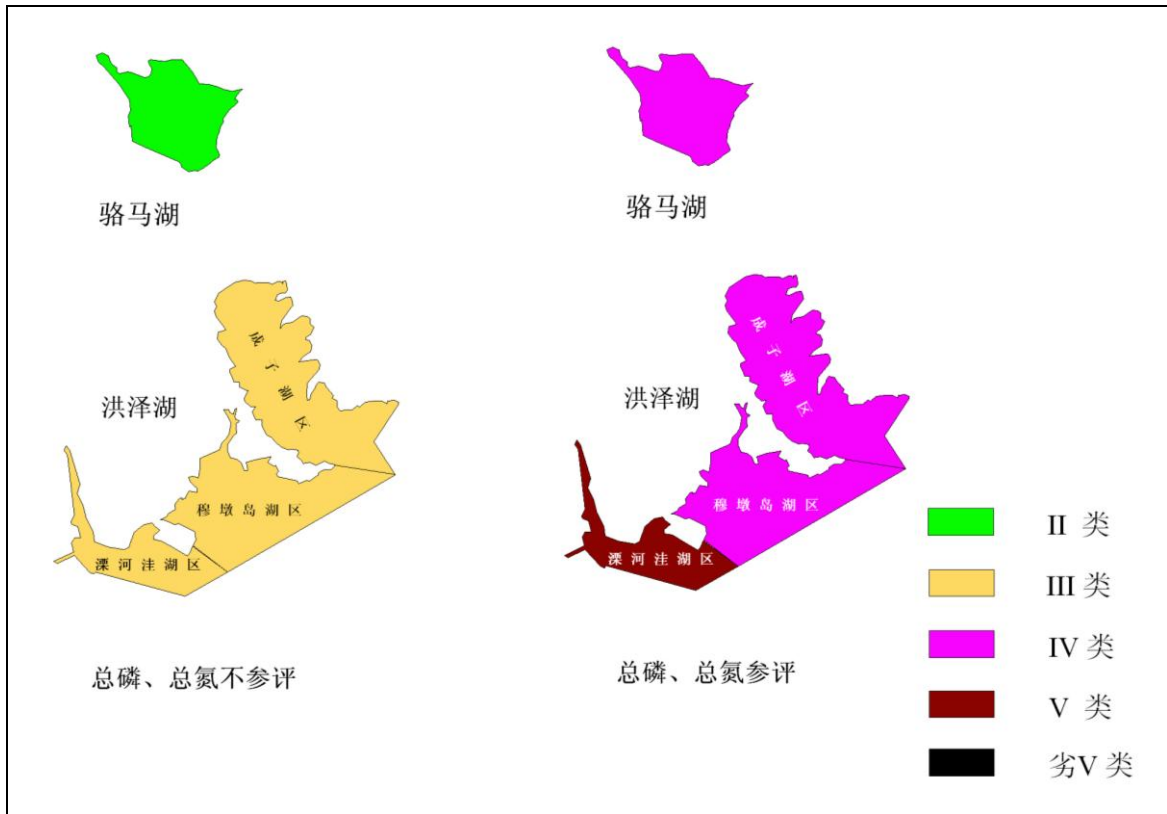 骆马湖
骆马湖
成子湖区
成子湖区
洪泽湖
洪泽湖
穆墩岛湖区
穆墩岛湖区
溧河洼湖区
溧河洼湖区
II 类
III 类
IV 类
V 类
劣V 类
总磷、总氮不参评
总磷、总氮参评